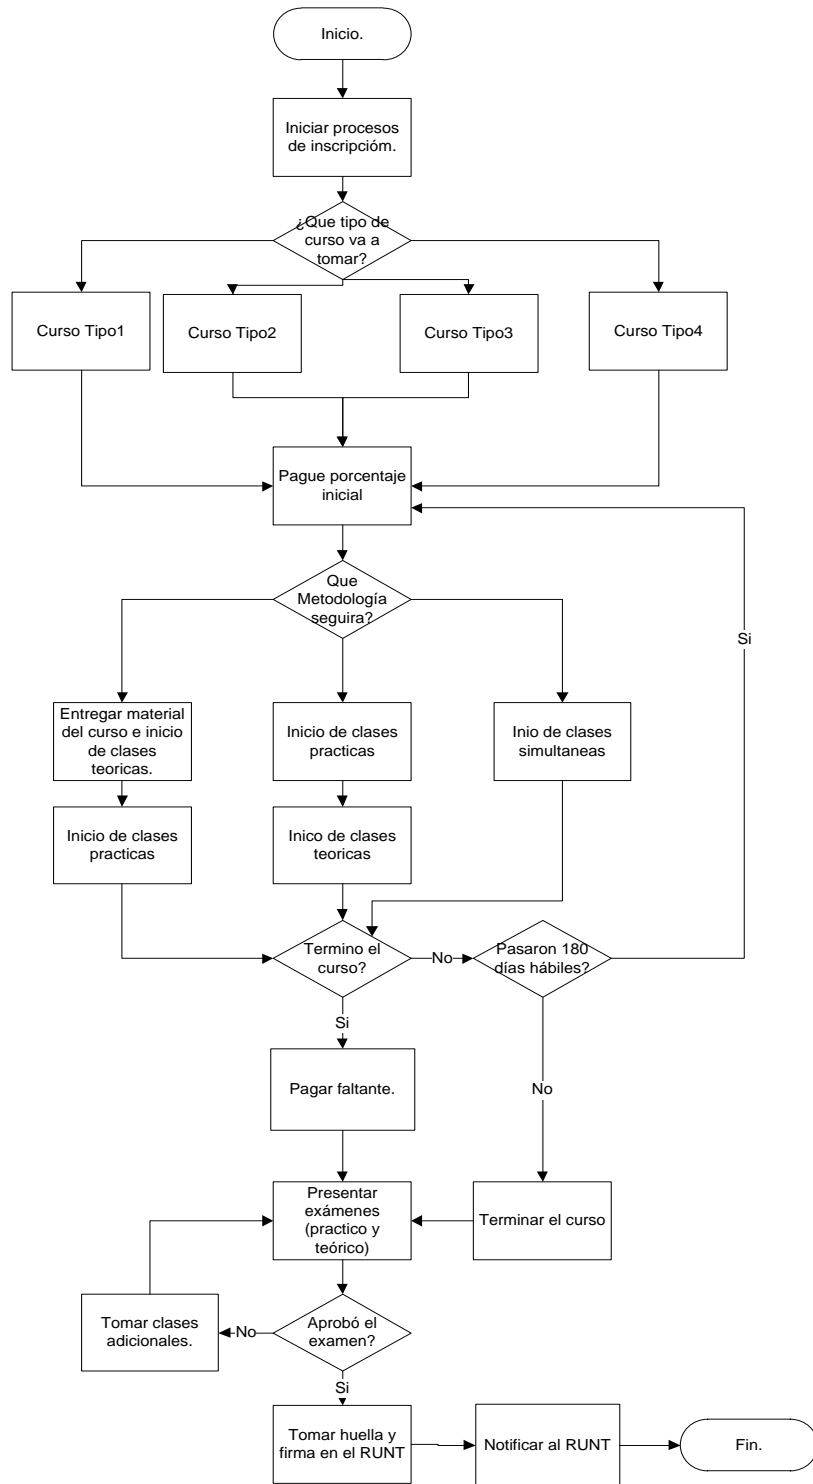 Inicio.
Iniciar procesos
de inscripcióm.
¿Que tipo de
curso va a
tomar?
Curso Tipo1
Curso Tipo2
Curso Tipo3
Curso Tipo4
Pague porcentaje
inicial
Que
Metodología
seguira?
Si
Entregar material
del curso e inicio
de clases
teoricas.
Inicio de clases
practicas
Inio de clases
simultaneas
Inicio de clases
practicas
Inico de clases
teoricas
Termino el
curso?
No
Pasaron 180
días hábiles?
Si
Pagar faltante.
No
Presentar
exámenes
(practico y
teórico)
Terminar el curso
Tomar clases
adicionales.
No
Aprobó el
examen?
Si
Tomar huella y
firma en el RUNT
Notificar al RUNT
Fin.